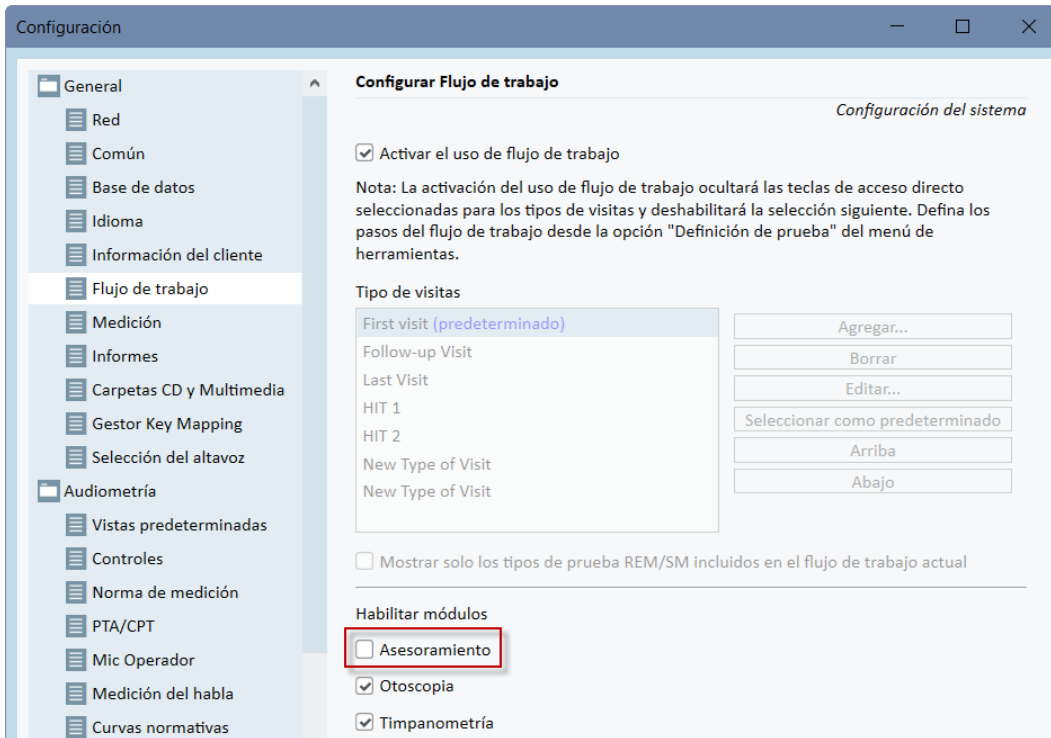 Configuración
General
Red
Común
Base de datos
Idioma
Información del cliente
Flujo de trabajo
Medición
Informes
Carpetas CD y Multimedia
Gestor Key Mapping
Selección del altavoz
Audiometría
Vistas predeterminadas
Controles
Norma de medición
PTA/CPT
Mic Operador
Medición del habla
Curvas normativas
Configurar Flujo de trabajo
Configuración del sistema
Activar el uso de flujo de trabajo
Nota: La activación del uso de flujo de trabajo ocultará las teclas de acceso directo
seleccionadas para los tipos de visitas y deshabilitará la selección siguiente. Defina los
pasos del flujo de trabajo desde la opción "Definición de prueba" del menú de
herramientas.
Tipo de visitas
First visit (predeterminado)
Follow-up Visit
Last Visit
HIT 1
HIT 2
New Type of Visit
New Type of Visit
Agregar...
Borrar
Editar...
Seleccionar como predeterminado
Arriba
Abajo
Mostrar solo los tipos de prueba REM/SM incluidos en el flujo de trabajo actual
Habilitar módulos
Asesoramiento
Otoscopia
Timpanometría